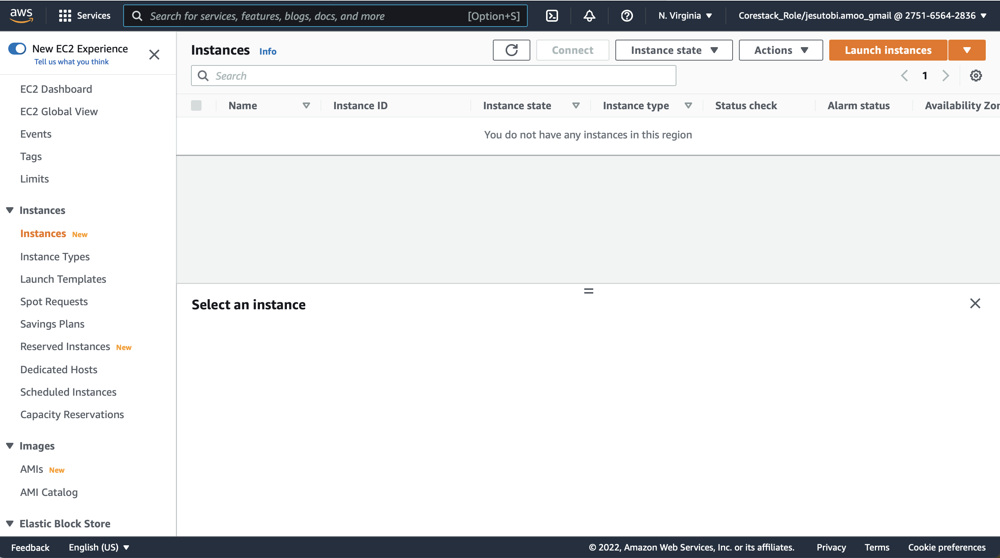 aws
Services
Search for services, features, blogs, docs, and more [Option+S]
N. Virginia
Corestack_Role/jesutobi.amoo_gmail @ 2751-6564-2836
New EC2 Experience
Tell us what you think
EC2 Dashboard
EC2 Global View
Events
Tags
Limits
Instances
Instances New
Instance Types
Launch Templates
Spot Requests
Savings Plans
Reserved Instances New
Dedicated Hosts
Scheduled Instances
Capacity Reservations
Images
AMIs New
AMI Catalog
Elastic Block Store
Instances Info
Connect
Instance state
Actions
Launch instances
Search
1
Name
Instance ID
Instance state
Instance type
Status check
Alarm status
Availability Zon
You do not have any instances in this region
Select an instance
Feedback
English (US)
© 2022, Amazon Web Services, Inc. or its affiliates.
Privacy
Terms
Cookie preferences